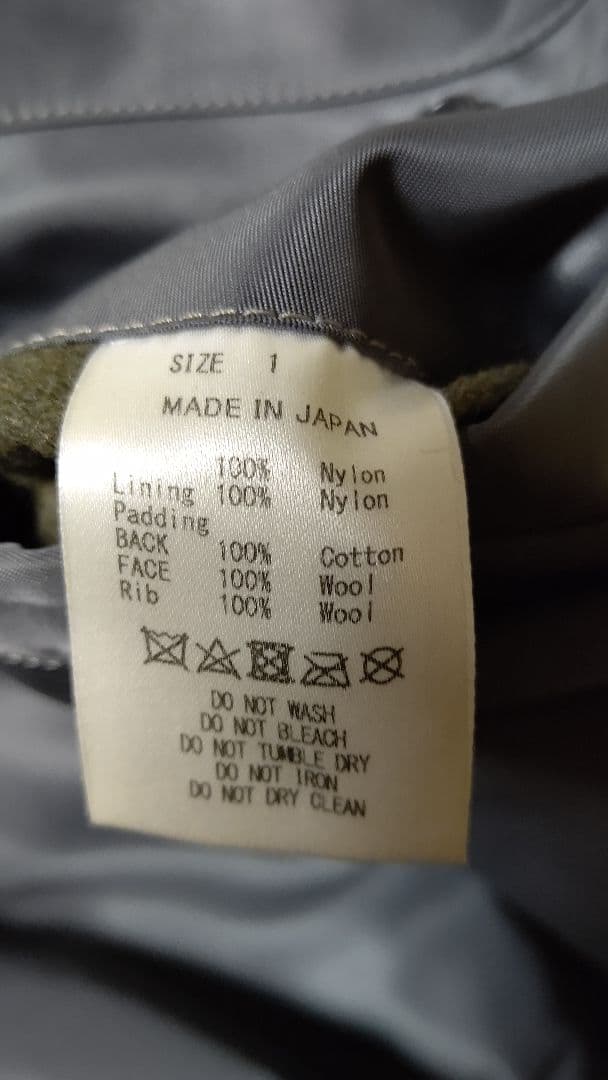 SIZE 1
MADE IN JAPAN
100% Nylon
Lining 100% Nylon
Padding
BACK 100% Cotton
FACE 100% Wool
Rib 100% Wool
DO NOT WASH
DO NOT BLEACH
DO NOT TUMBLE DRY
DO NOT IRON
DO NOT DRY CLEAN